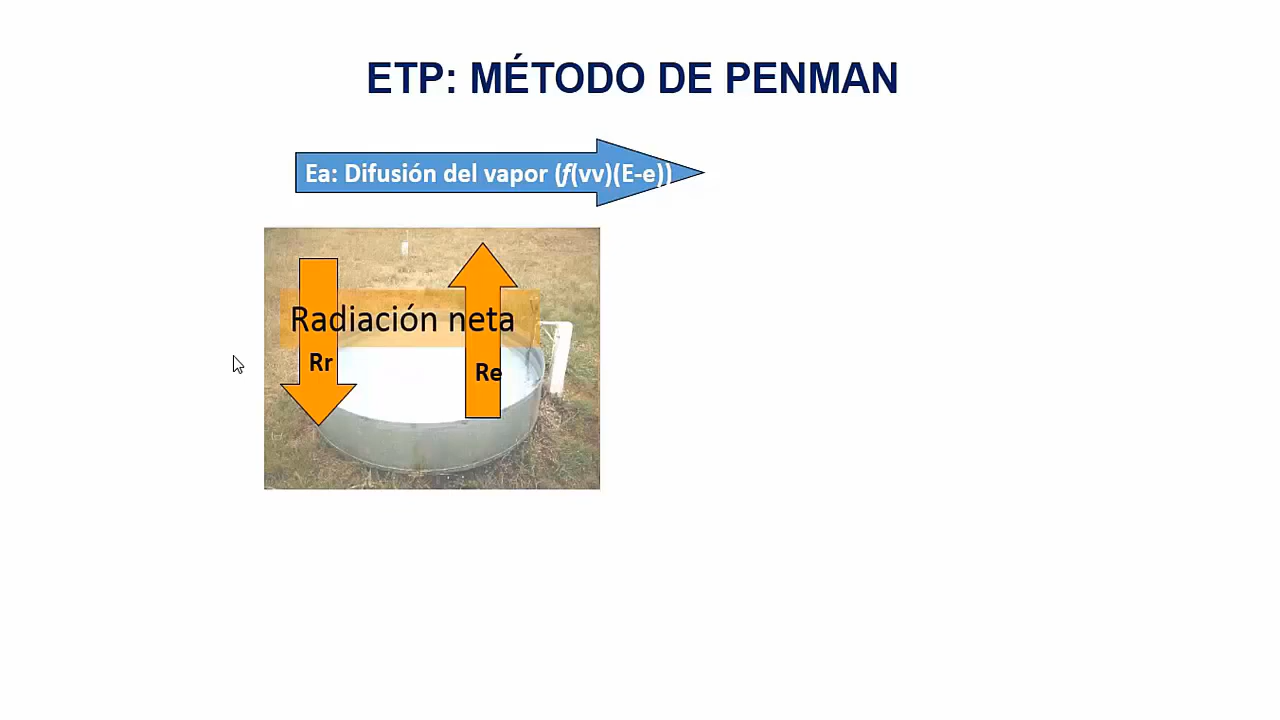 ETP: MÉTODO DE PENMAN
Ea: Difusión del vapor (f(vv)(E-e))
Radiación neta
Rr
Re